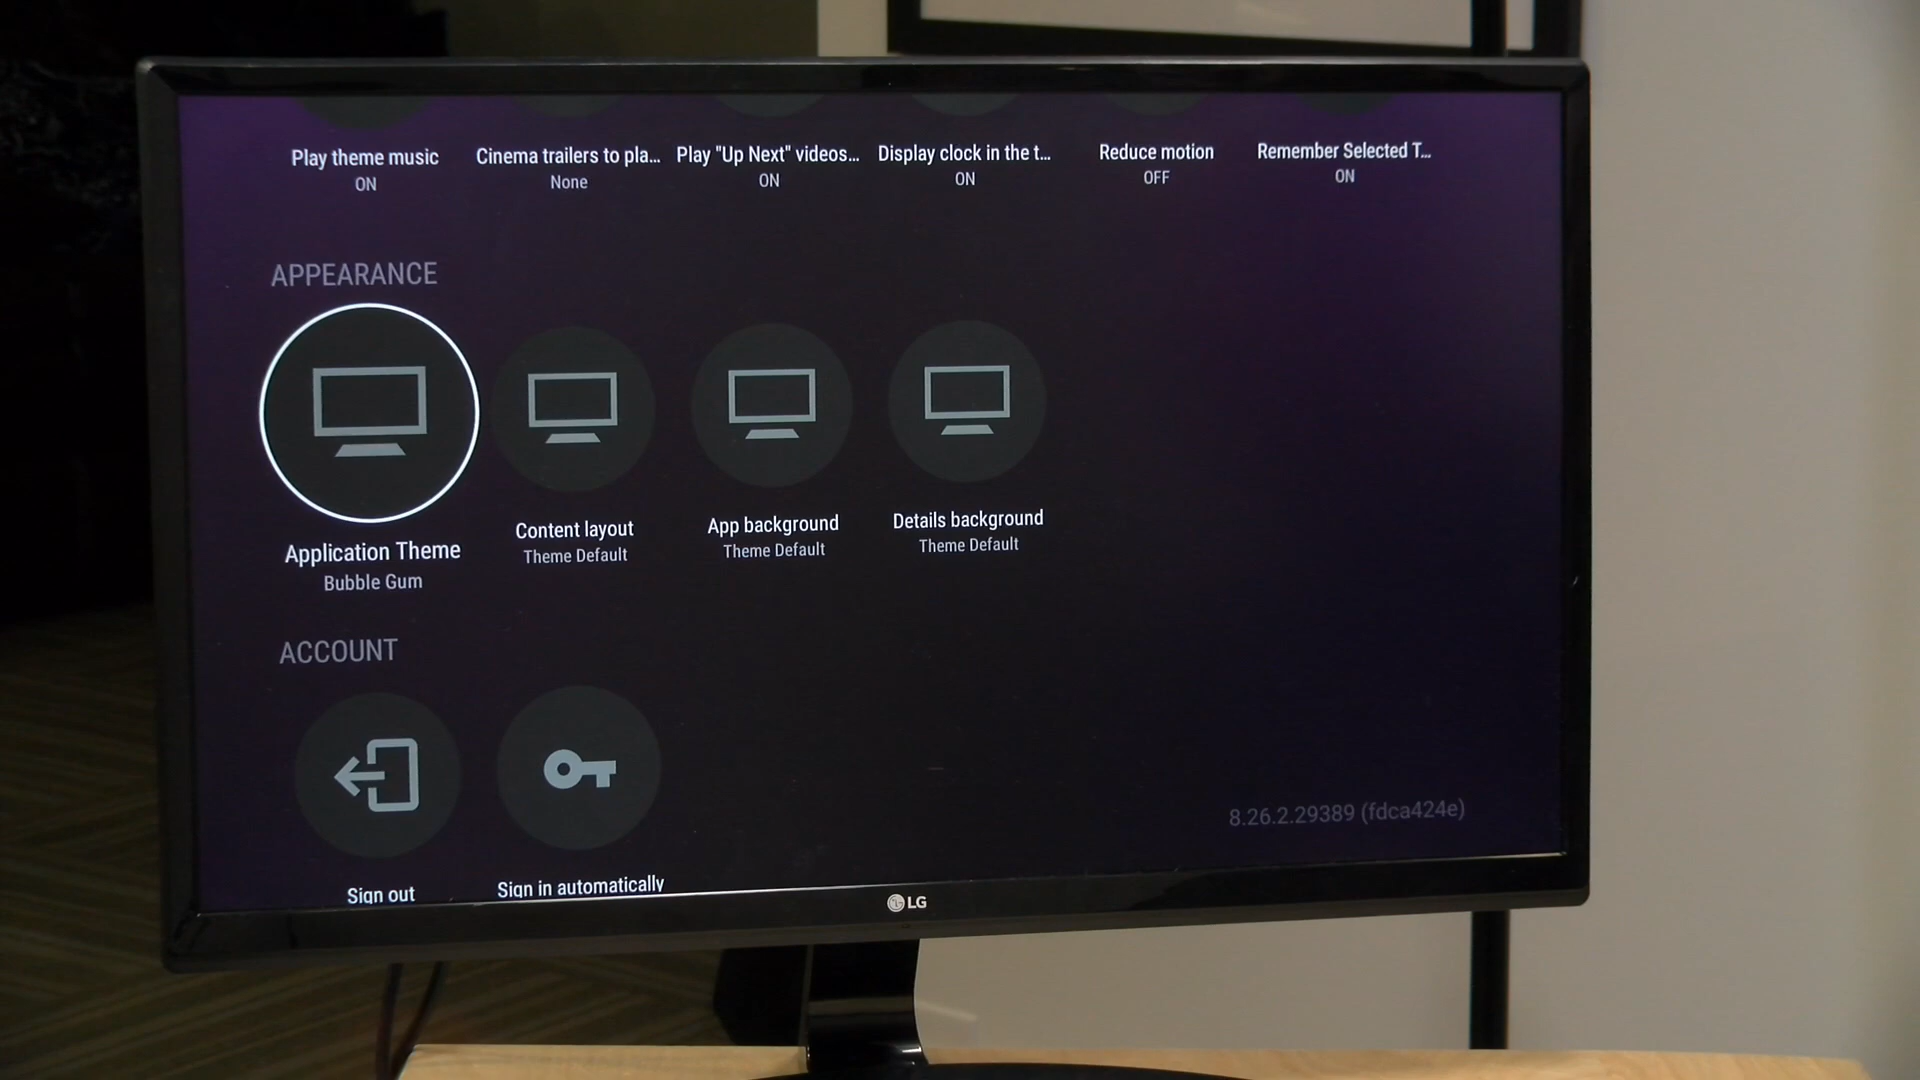 Play theme music
ON
Cinema trailers to pla...
None
Play "Up Next" videos...
ON
Display clock in the t...
ON
Reduce motion
OFF
Remember Selected T...
ON
APPEARANCE
Application Theme
Bubble Gum
Content layout
Theme Default
App background
Theme Default
Details background
Theme Default
ACCOUNT
Sign out
Sign in automatically
8.26.2.29389 (fdca424e)
LG